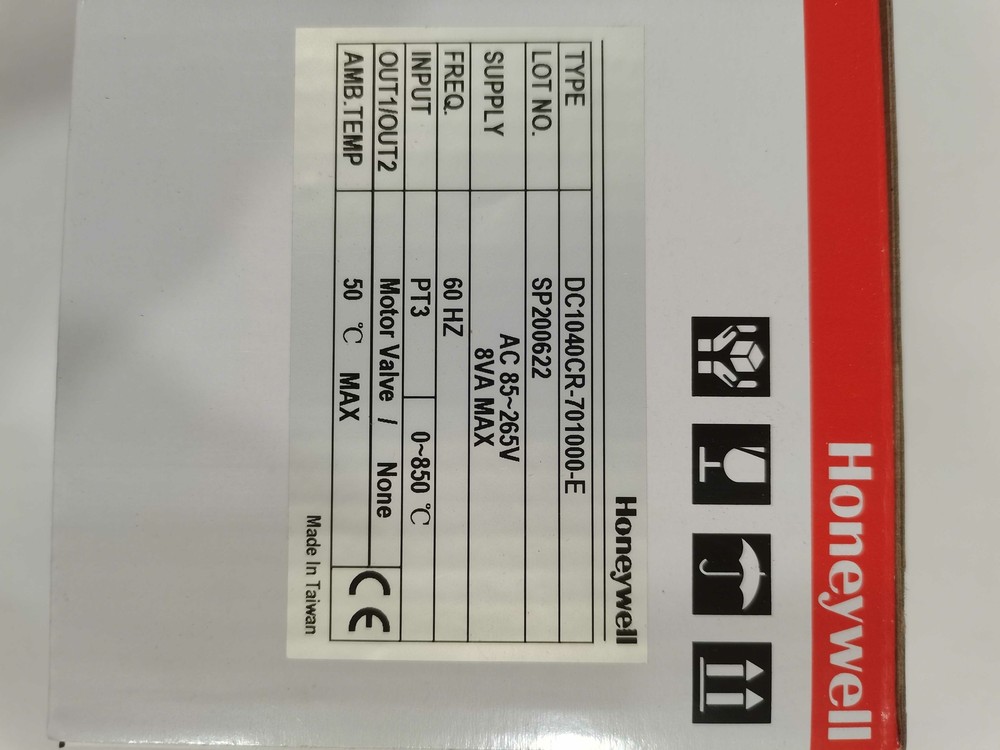 Honeywell
Honeywell
TYPE DC1040CR-701000-E
LOT NO. SP200622
SUPPLY AC 85~265V
8VA MAX
FREQ. 60 HZ
INPUT PT3 0~850 ℃
OUT1/OUT2 Motor Valve / None
AMB.TEMP 50 ℃ MAX
CE
Made In Taiwan